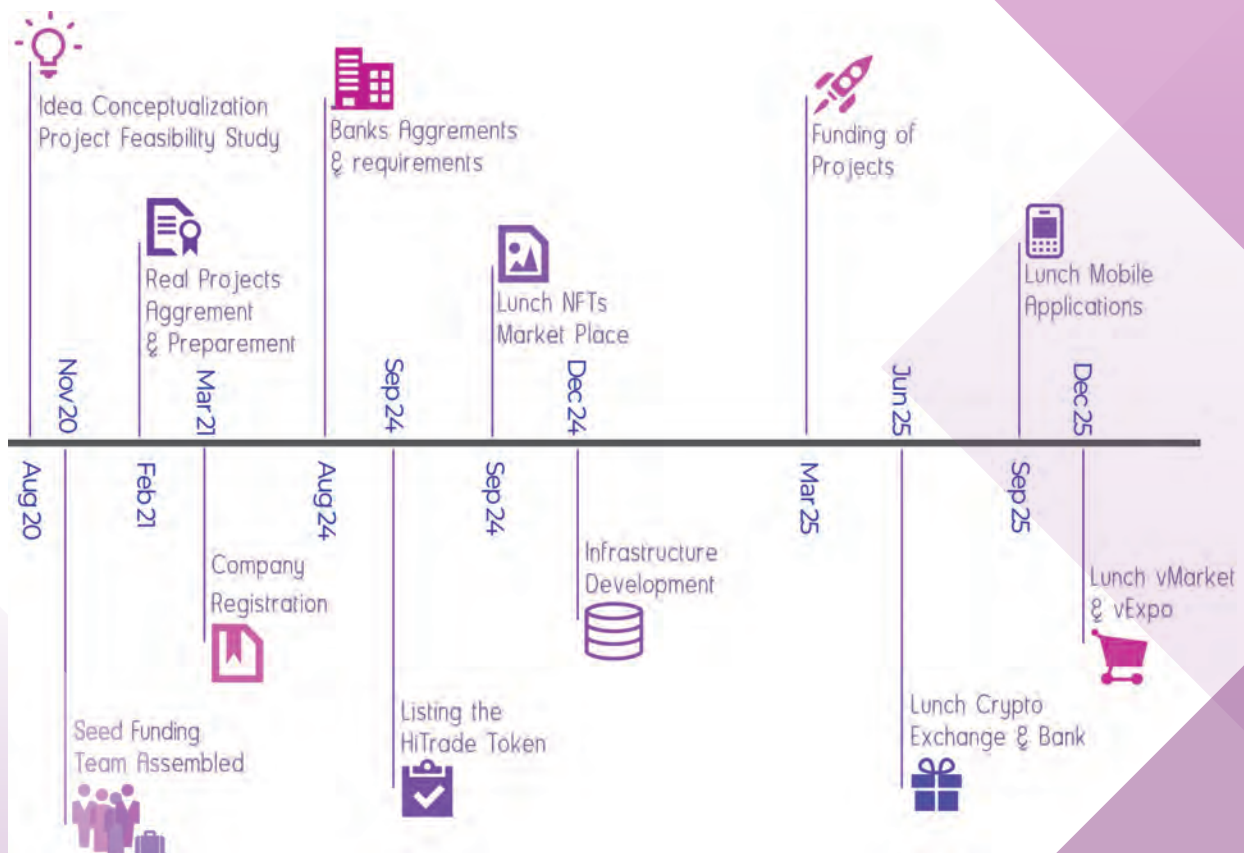 Idea Conceptualization
Project Feasibility Study
Banks Aggrements
& requirements
Funding of
Projects
Real Projects
Aggrement
& Preparement
Lunch NFTs
Market Place
Lunch Mobile
Applications
Nov20
Mar21
Sep24
Dec24
Jun25
Dec25
Aug20
Feb21
Aug24
Sep24
Mar25
Sep25
Company
Registration
Infrastructure
Development
Lunch vMarket
& vExpo
Seed Funding
Team Assembled
Listing the
HiTrade Token
Lunch Crypto
Exchange & Bank